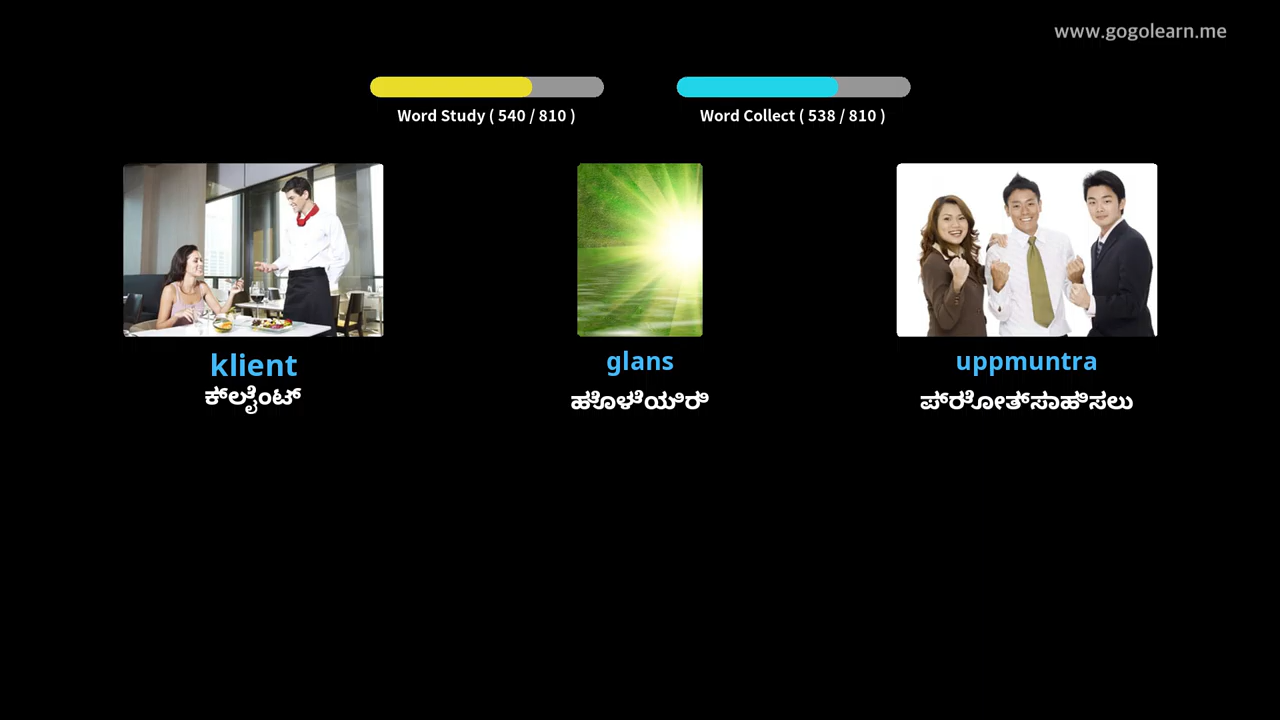 www.gogolearn.me
Word Study ( 540 / 810 )
Word Collect ( 538 / 810 )
klient
ಕ್ಲೈಂಟ್
glans
ಹೊಳೆಯಿರಿ
uppmuntra
ಪ್ರೋತ್ಸಾಹಿಸಲು